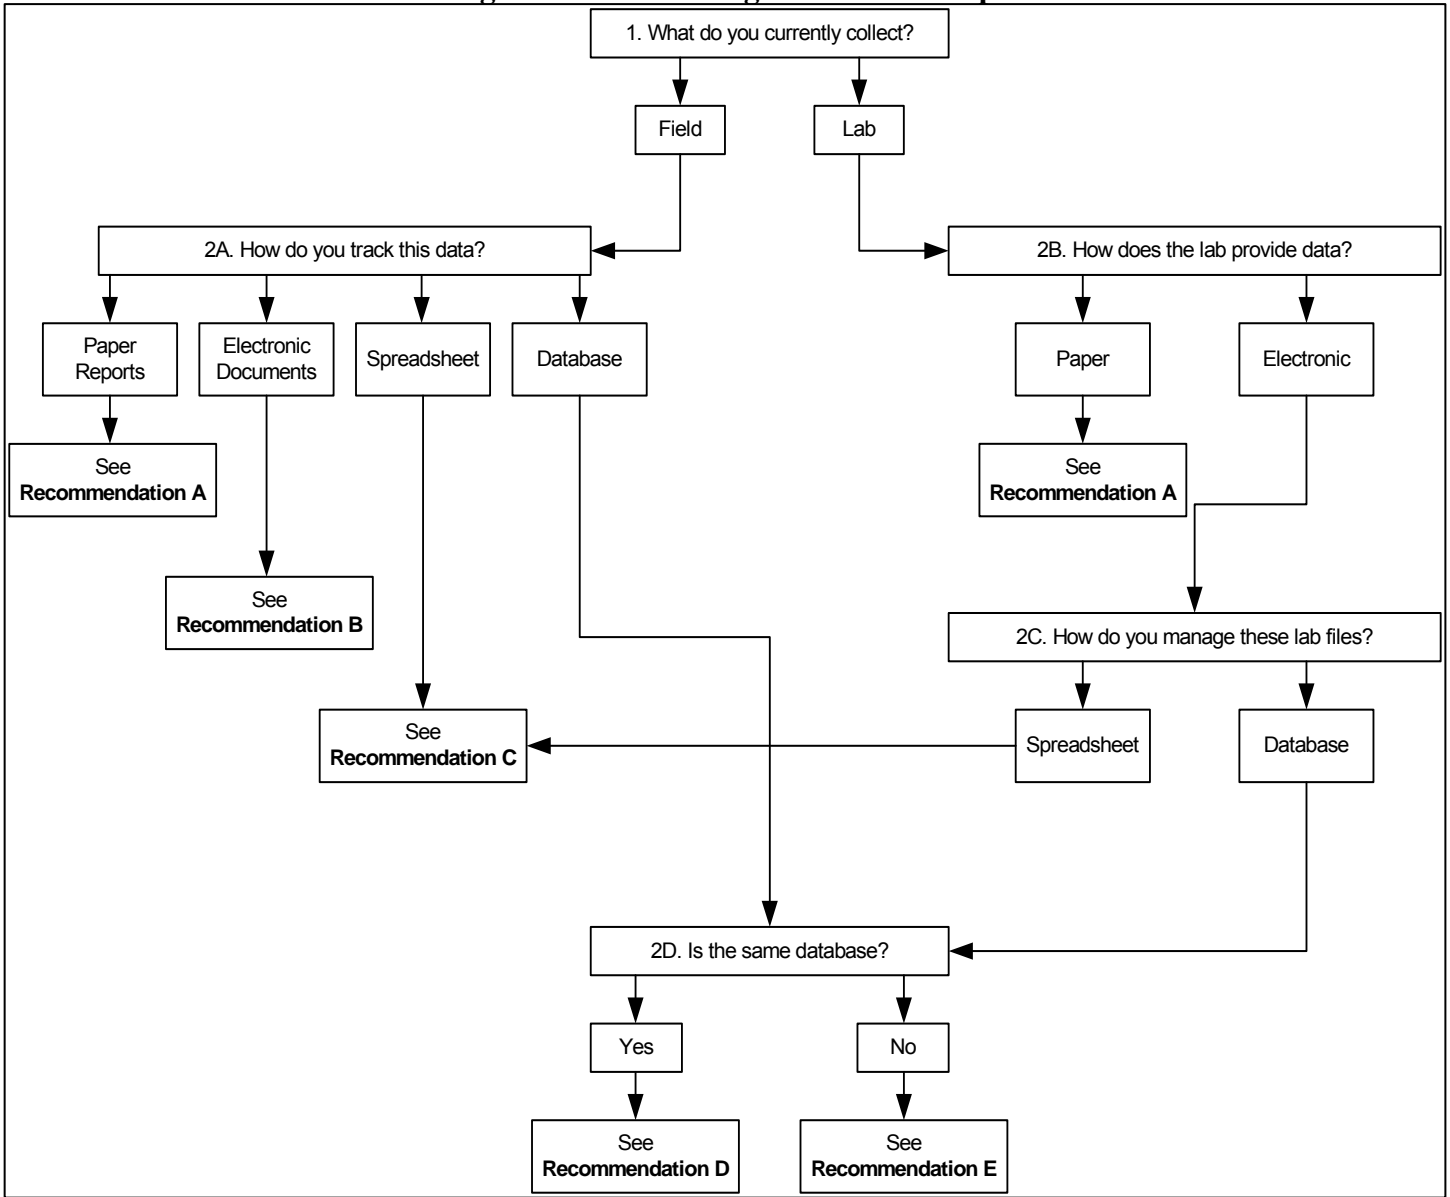 1. What do you currently collect?
Field
Lab
2A. How do you track this data?
2B. How does the lab provide data?
Paper
Reports
Electronic
Documents
Spreadsheet
Database
Paper
Electronic
See
Recommendation A
See
Recommendation A
See
Recommendation B
2C. How do you manage these lab files?
See
Recommendation C
Spreadsheet
Database
2D. Is the same database?
Yes
No
See
Recommendation D
See
Recommendation E